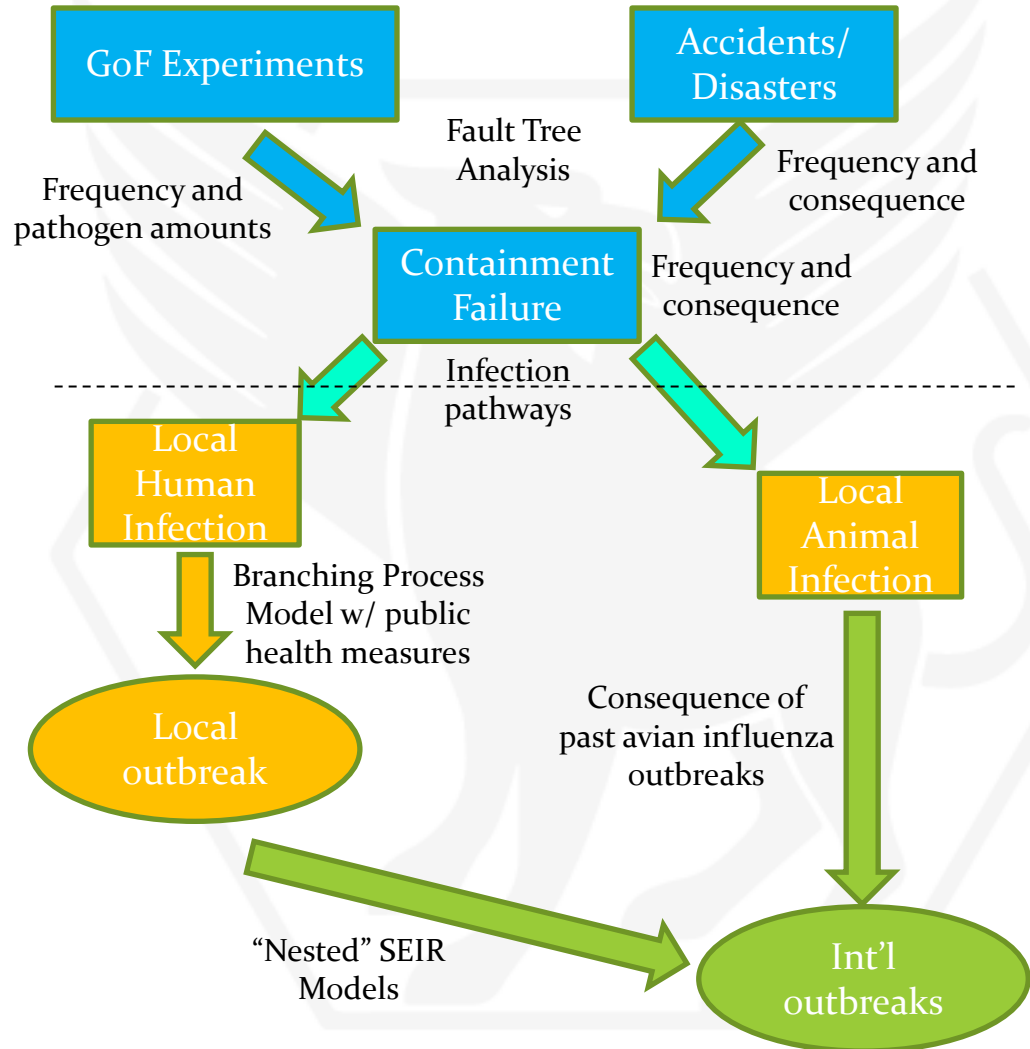 GoF Experiments
Accidents/
Disasters
Fault Tree
Analysis
Frequency and
pathogen amounts
Frequency and
consequence
Containment
Failure
Frequency and
consequence
Infection
pathways
Local
Human
Infection
Local
Animal
Infection
Branching Process
Model w/ public
health measures
Local
outbreak
Consequence of
past avian influenza
outbreaks
“Nested” SEIR
Models
Int’l
outbreaks